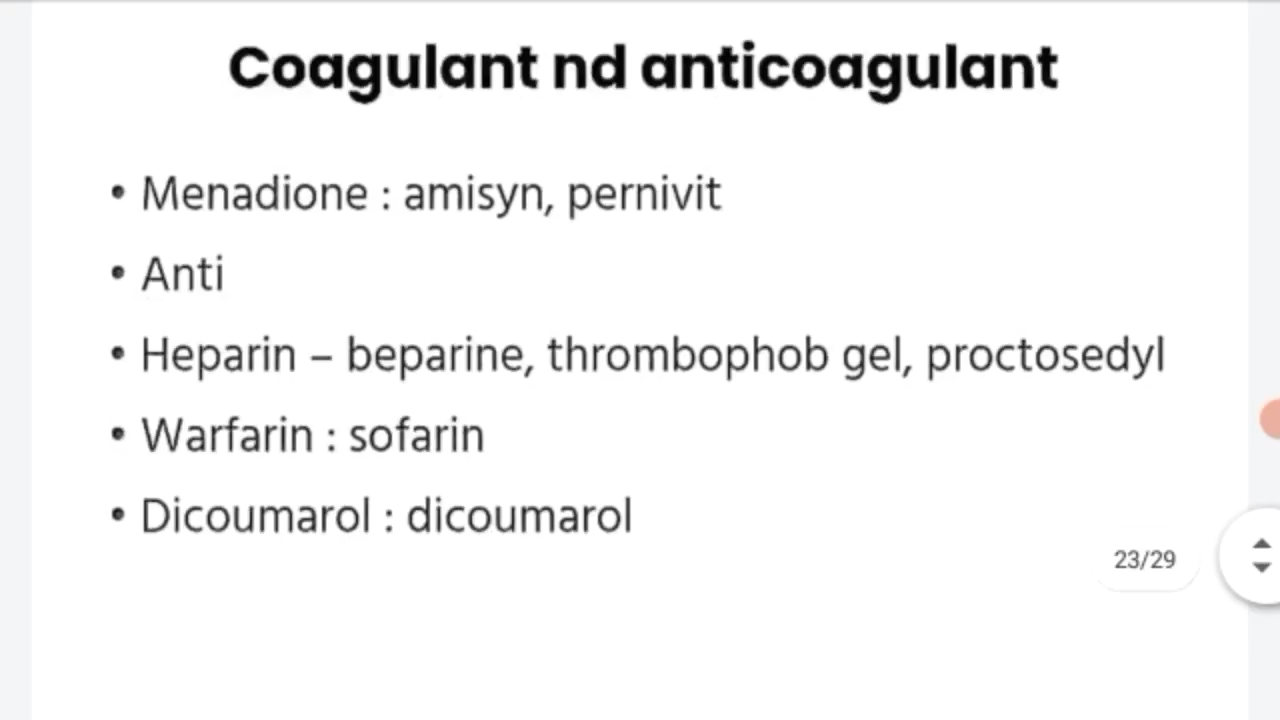 Coagulant nd anticoagulant
• Menadione : amisyn, pernivit
• Anti
• Heparin – beparine, thrombophob gel, proctosedyl
• Warfarin : sofarin
• Dicoumarol : dicoumarol
23/29